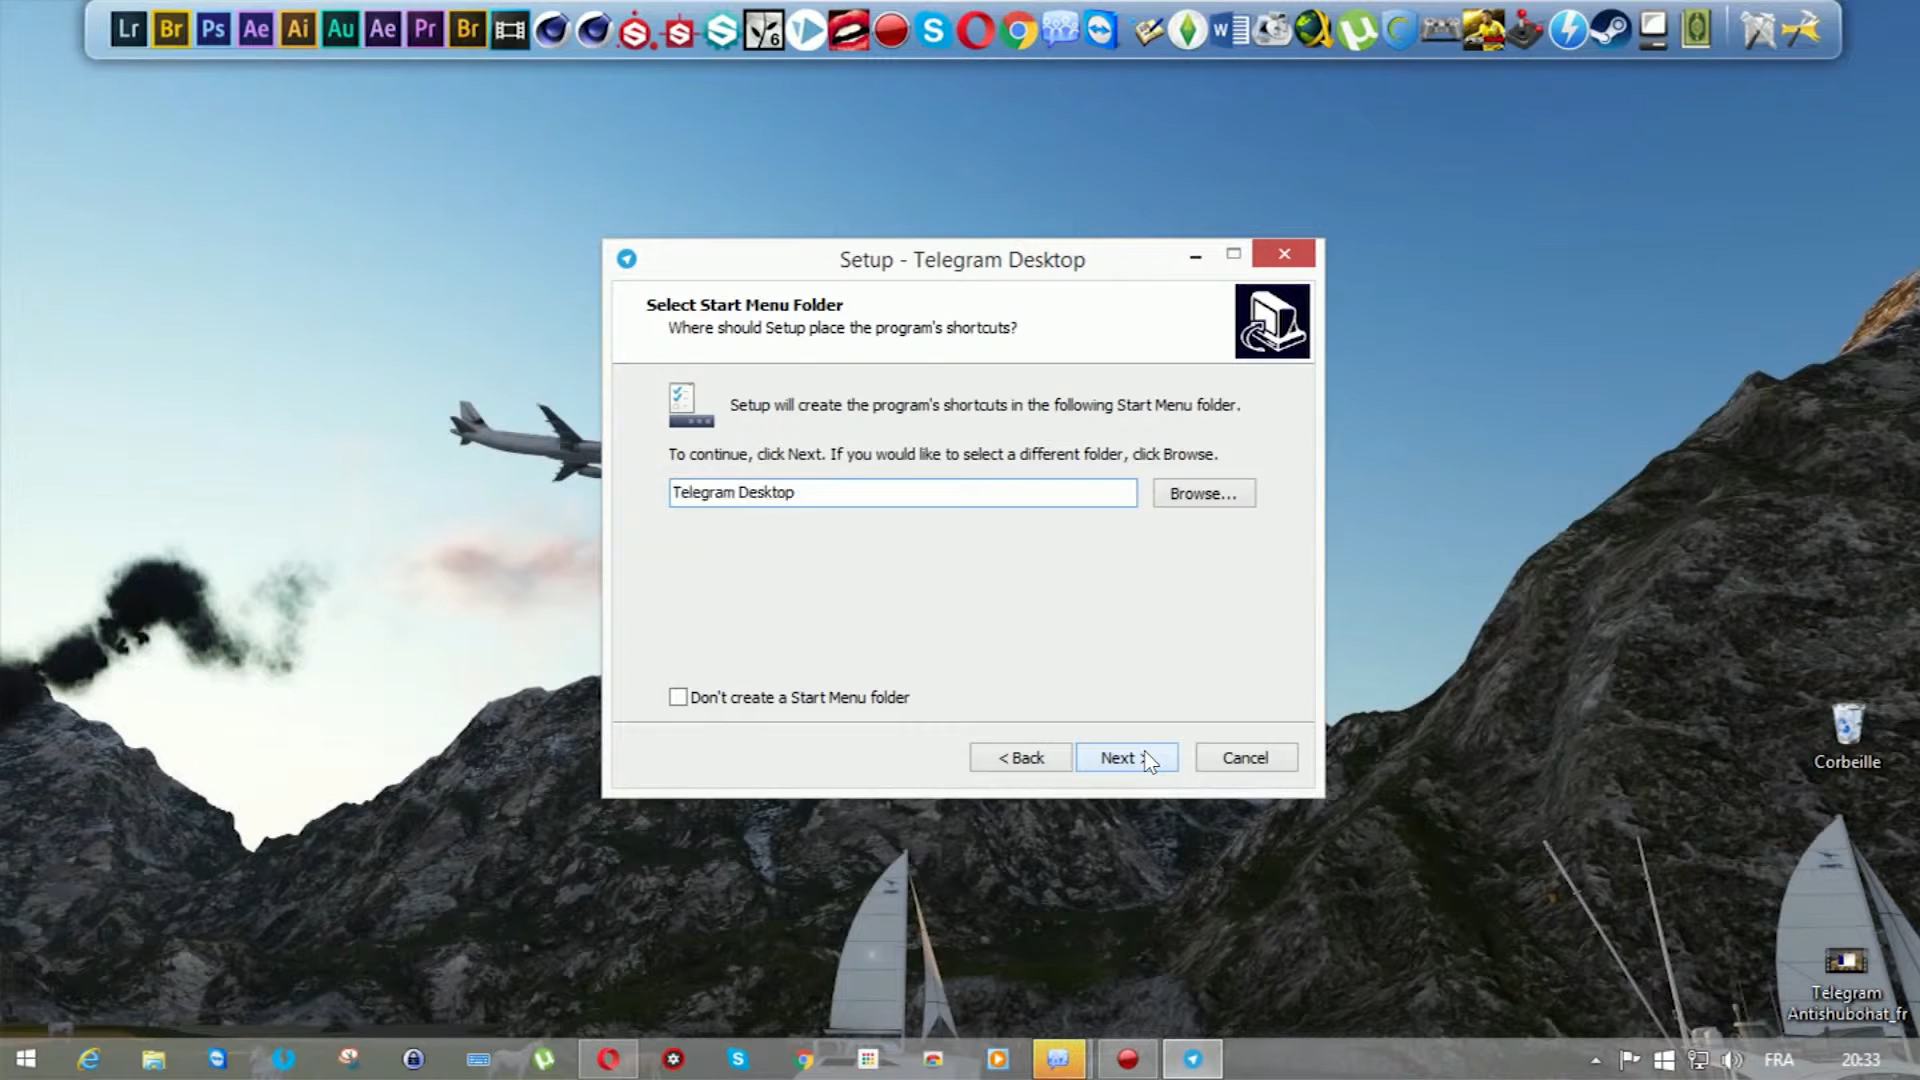 Lr Br Ps Ae Ai Au Ae Pr Br
Setup - Telegram Desktop
Select Start Menu Folder
Where should Setup place the program's shortcuts?
Setup will create the program's shortcuts in the following Start Menu folder.
To continue, click Next. If you would like to select a different folder, click Browse.
Telegram Desktop
Browse...
Don't create a Start Menu folder
< Back
Next >
Cancel
Corbeille
Telegram
Antishubohat_fr
FRA
20:33